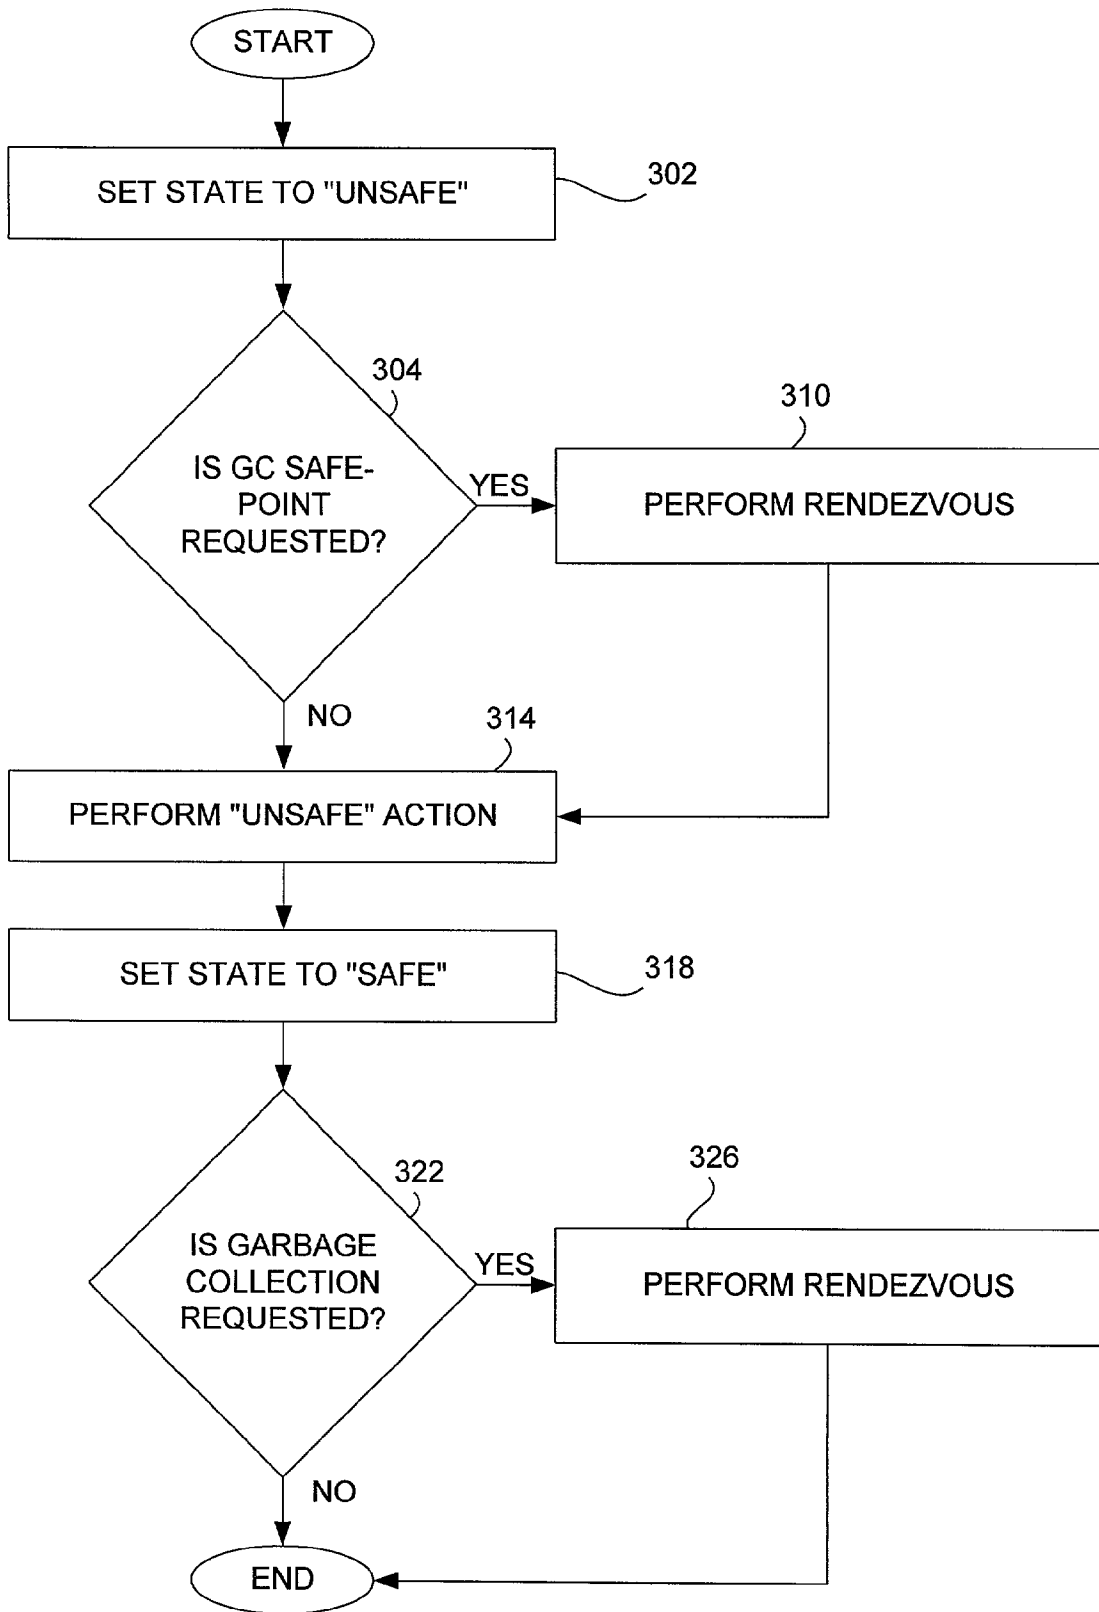 START
SET STATE TO "UNSAFE"
302
304
IS GC SAFE-
POINT
REQUESTED?
YES
310
PERFORM RENDEZVOUS
NO
314
PERFORM "UNSAFE" ACTION
SET STATE TO "SAFE"
318
322
IS GARBAGE
COLLECTION
REQUESTED?
YES
326
PERFORM RENDEZVOUS
NO
END